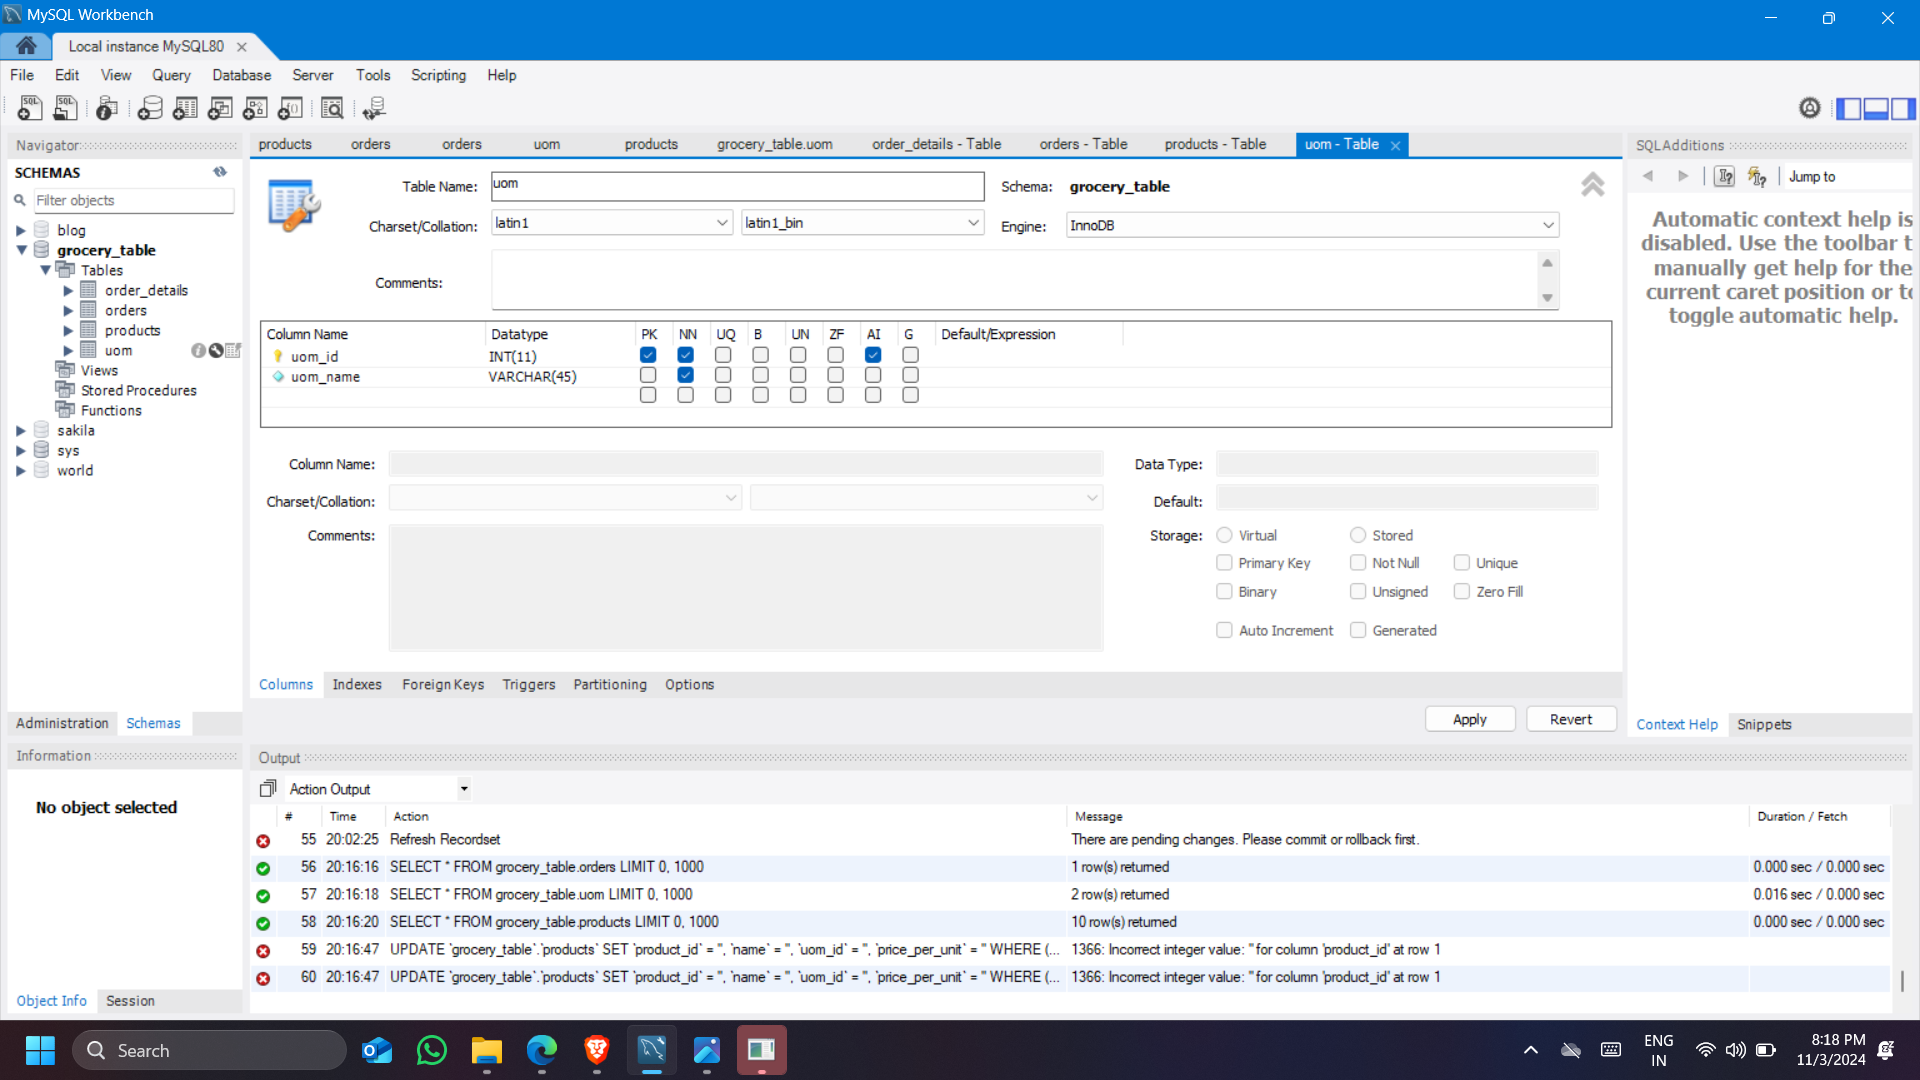 MySQL Workbench
Local instance MySQL80
File Edit View Query Database Server Tools Scripting Help
Navigator
SCHEMAS
Filter objects
blog
grocery_table
Tables
order_details
orders
products
uom
Views
Stored Procedures
Functions
sakila
sys
world
Administration Schemas
Information
No object selected
Object Info Session
products orders orders uom products grocery_table.uom order_details - Table orders - Table products - Table uom - Table
Table Name: uom Schema: grocery_table
Charset/Collation: latin1 latin1_bin Engine: InnoDB
Comments:
Column Name Datatype PK NN UQ B UN ZF AI G Default/Expression
uom_id INT(11)
uom_name VARCHAR(45)
Column Name: Data Type:
Charset/Collation: Default:
Comments: Storage: Virtual Stored
Primary Key Not Null Unique
Binary Unsigned Zero Fill
Auto Increment Generated
Columns Indexes Foreign Keys Triggers Partitioning Options
Apply Revert
SQLAdditions
Jump to
Automatic context help is
disabled. Use the toolbar t
manually get help for the
current caret position or to
toggle automatic help.
Context Help Snippets
Output
Action Output
# Time Action Message Duration / Fetch
55 20:02:25 Refresh Recordset There are pending changes. Please commit or rollback first.
56 20:16:16 SELECT * FROM grocery_table.orders LIMIT 0, 1000 1 row(s) returned 0.000 sec / 0.000 sec
57 20:16:18 SELECT * FROM grocery_table.uom LIMIT 0, 1000 2 row(s) returned 0.016 sec / 0.000 sec
58 20:16:20 SELECT * FROM grocery_table.products LIMIT 0, 1000 10 row(s) returned 0.000 sec / 0.000 sec
59 20:16:47 UPDATE `grocery_table`.`products` SET `product_id` = '', `name` = '', `uom_id` = '', `price_per_unit` = '' WHERE (... 1366: Incorrect integer value: '' for column 'product_id' at row 1
60 20:16:47 UPDATE `grocery_table`.`products` SET `product_id` = '', `name` = '', `uom_id` = '', `price_per_unit` = '' WHERE (... 1366: Incorrect integer value: '' for column 'product_id' at row 1
Search
ENG
IN
8:18 PM
11/3/2024